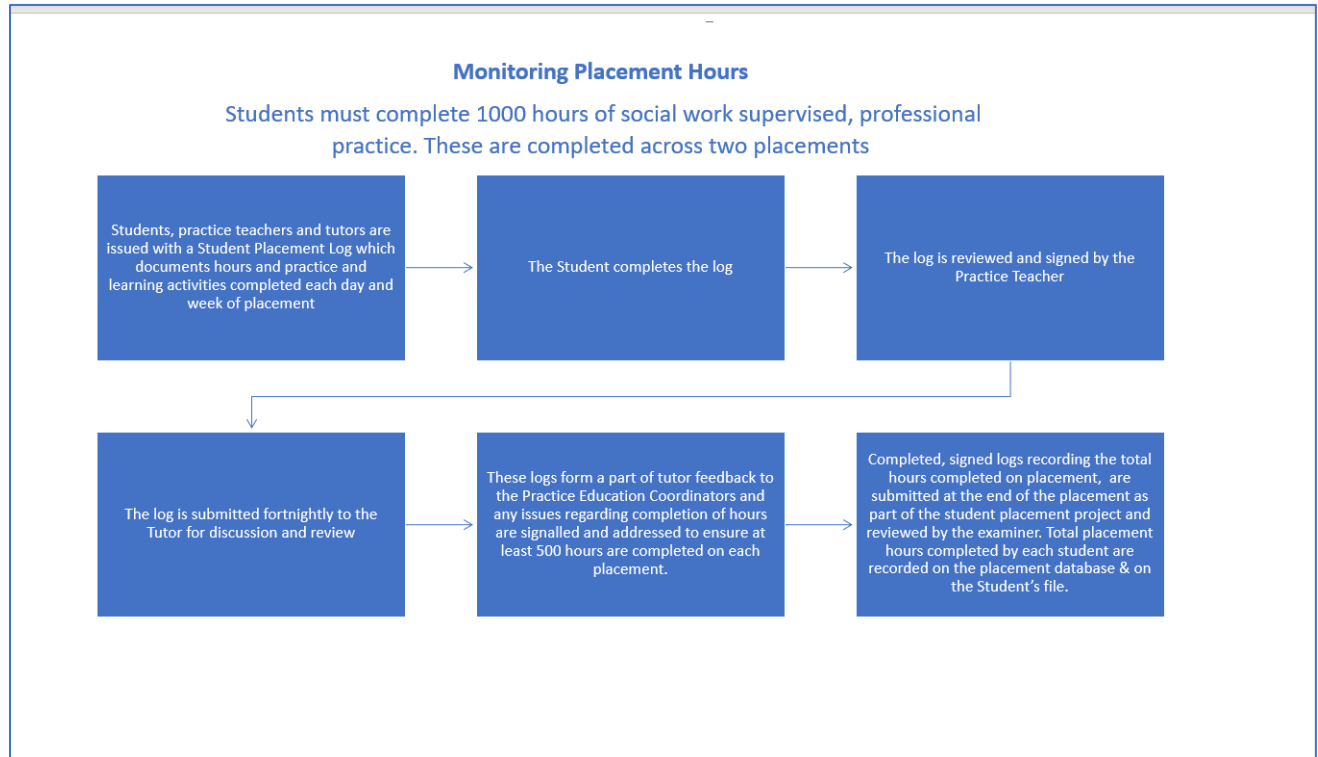 Monitoring Placement Hours
Students must complete 1000 hours of social work supervised, professional
practice. These are completed across two placements
Students, practice teachers and tutors are
issued with a Student Placement Log which
documents hours and practice and
learning activities completed each day and
week of placement
The Student completes the log
The log is reviewed and signed by the
Practice Teacher
The log is submitted fortnightly to the
Tutor for discussion and review
These logs form a part of tutor feedback to
the Practice Education Coordinators and
any issues regarding completion of hours
are signalled and addressed to ensure at
least 500 hours are completed on each
placement.
Completed, signed logs recording the total
hours completed on placement, are
submitted at the end of the placement as
part of the student placement project and
reviewed by the examiner. Total placement
hours completed by each student are
recorded on the placement database & on
the Student’s file.